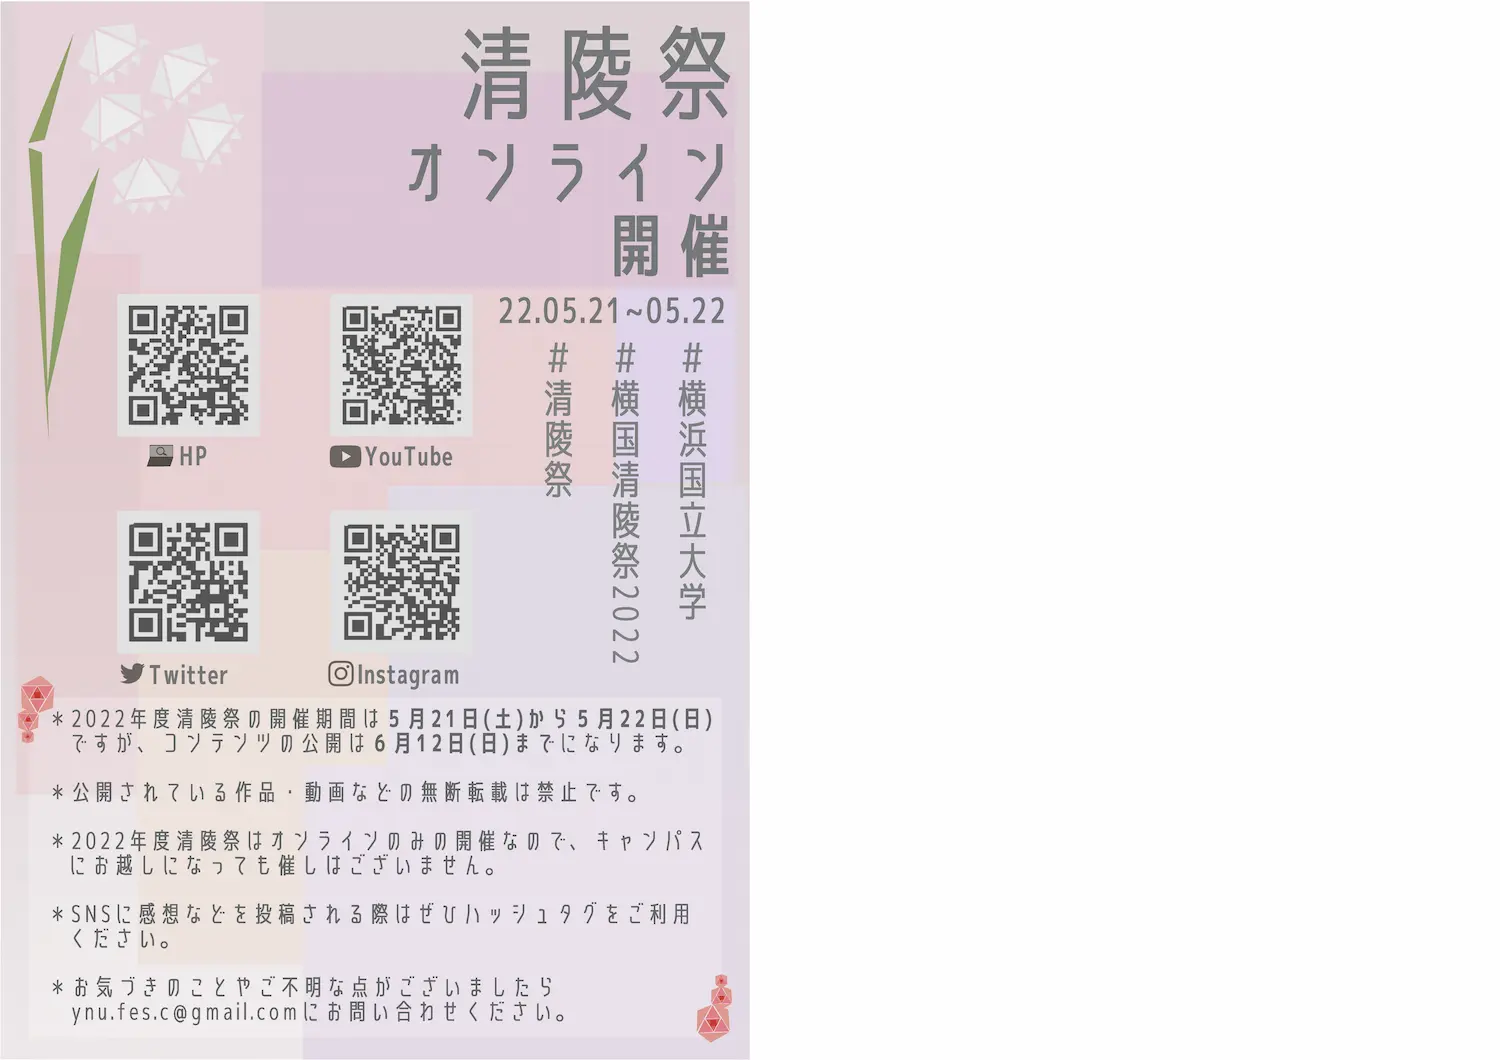 清陵祭
オンライン
開催
22.05.21~05.22
#横浜国立大学
#横国清陵祭2022
#清陵祭
HP
YouTube
Twitter
Instagram
*2022年度清陵祭の開催期間は5月21日(土)から5月22日(日)
ですが、コンテンツの公開は6月12日(日)までになります。
*公開されている作品・動画などの無断転載は禁止です。
*2022年度清陵祭はオンラインのみの開催なので、キャンパス
にお越しになっても催しはございません。
*SNSに感想などを投稿される際はぜひハッシュタグをご利用
ください。
*お気づきのことやご不明な点がございましたら
ynu.fes.c@gmail.comにお問い合わせください。